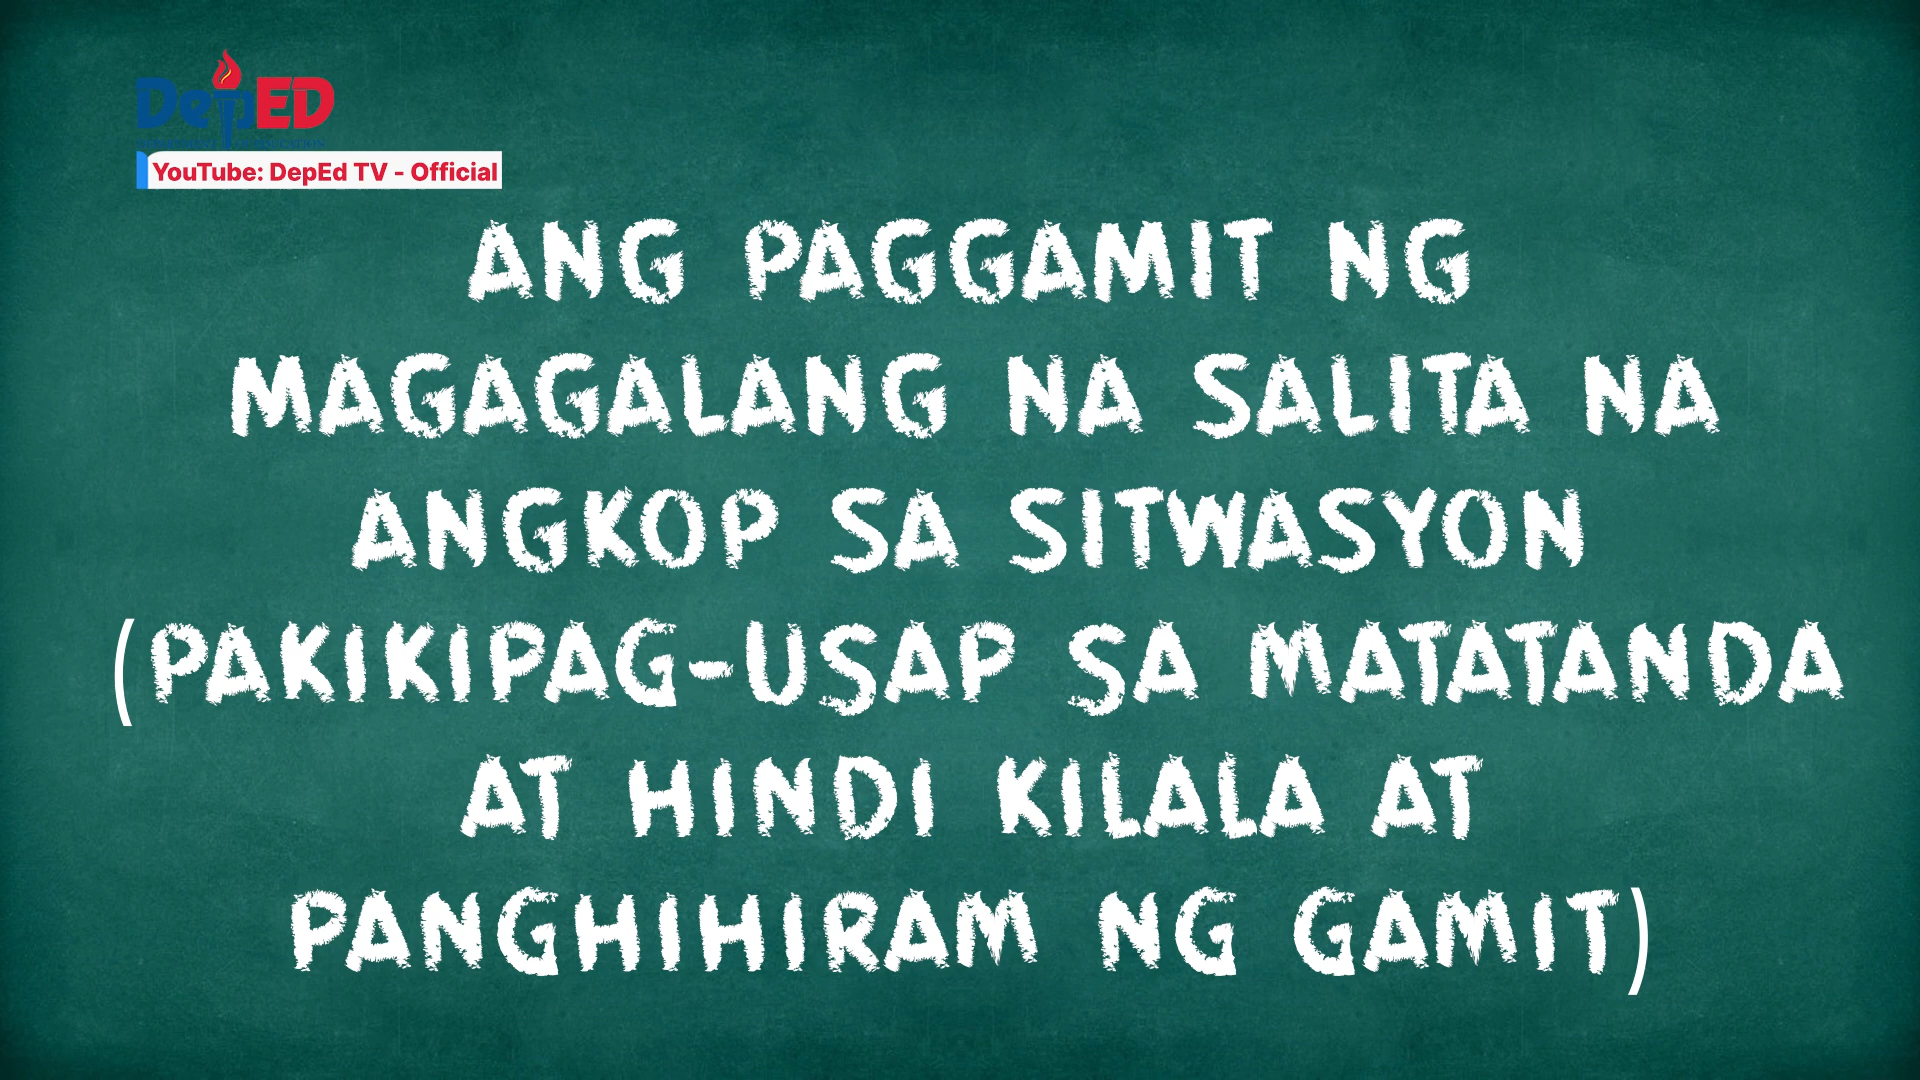 DepED
YouTube: DepEd TV - Official
ANG PAGGAMIT NG
MAGAGALANG NA SALITA NA
ANGKOP SA SITWASYON
(PAKIKIPAG-USAP SA MATATANDA
AT HINDI KILALA AT
PANGHIHIRAM NG GAMIT)